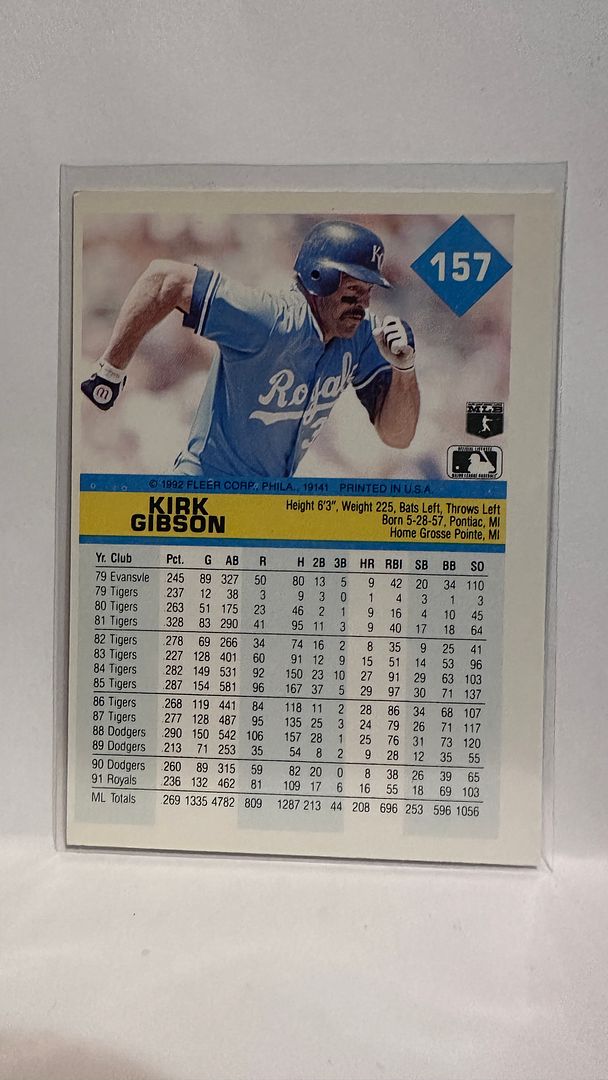 157
KC
Royals
3
m
MLB
OFFICIAL LICENSEE
MAJOR LEAGUE BASEBALL
© 1992 FLEER CORP., PHILA., 19141 PRINTED IN U.S.A.
KIRK
GIBSON
Height 6'3", Weight 225, Bats Left, Throws Left
Born 5-28-57, Pontiac, MI
Home Grosse Pointe, MI
Yr. Club Pct. G AB R H 2B 3B HR RBI SB BB SO
79 Evansvle 245 89 327 50 80 13 5 9 42 20 34 110
79 Tigers 237 12 38 3 9 3 0 1 4 3 1 3
80 Tigers 263 51 175 23 46 2 1 9 16 4 10 45
81 Tigers 328 83 290 41 95 11 3 9 40 17 18 64
82 Tigers 278 69 266 34 74 16 2 8 35 9 25 41
83 Tigers 227 128 401 60 91 12 9 15 51 14 53 96
84 Tigers 282 149 531 92 150 23 10 27 91 29 63 103
85 Tigers 287 154 581 96 167 37 5 29 97 30 71 137
86 Tigers 268 119 441 84 118 11 2 28 86 34 68 107
87 Tigers 277 128 487 95 135 25 3 24 79 26 71 117
88 Dodgers 290 150 542 106 157 28 1 25 76 31 73 120
89 Dodgers 213 71 253 35 54 8 2 9 28 12 35 55
90 Dodgers 260 89 315 59 82 20 0 8 38 26 39 65
91 Royals 236 132 462 81 109 17 6 16 55 18 69 103
ML Totals 269 1335 4782 809 1287 213 44 208 696 253 596 1056